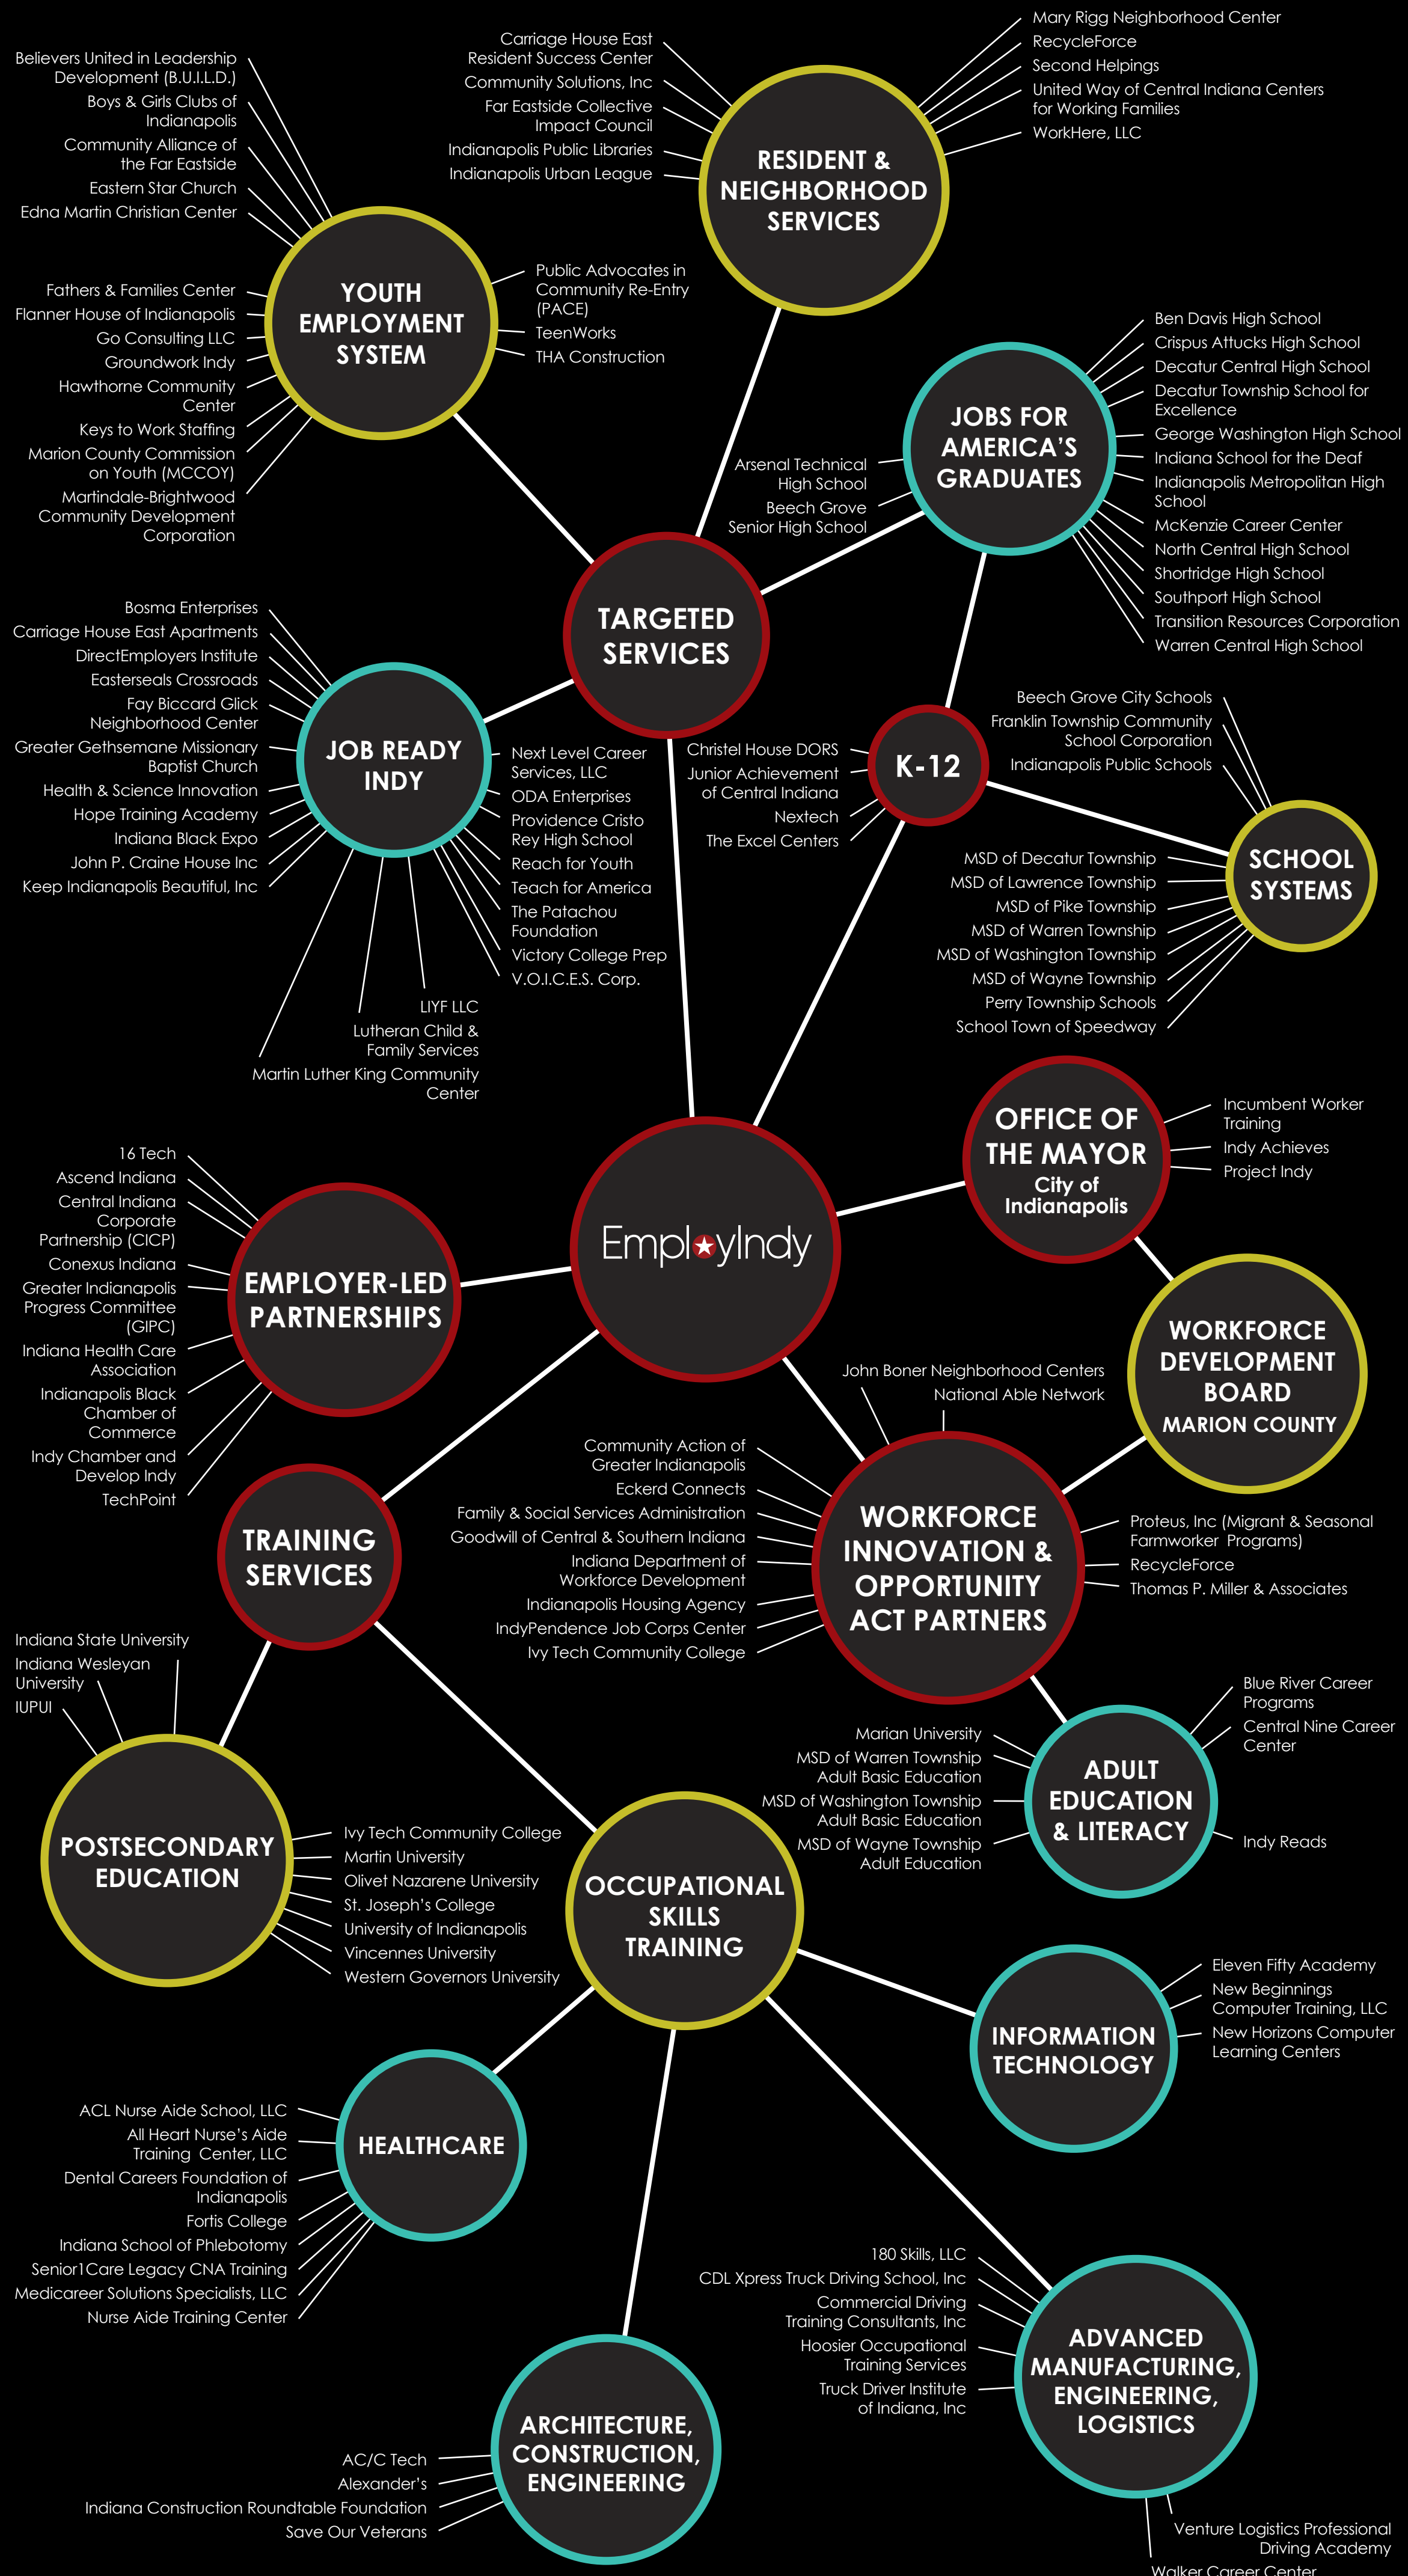 Carriage House East
Resident Success Center
Community Solutions, Inc
Far Eastside Collective
Impact Council
Indianapolis Public Libraries
Indianapolis Urban League
RESIDENT &
NEIGHBORHOOD
SERVICES
Mary Rigg Neighborhood Center
RecycleForce
Second Helpings
United Way of Central Indiana Centers
for Working Families
WorkHere, LLC
Believers United in Leadership
Development (B.U.I.L.D.)
Boys & Girls Clubs of
Indianapolis
Community Alliance of
the Far Eastside
Eastern Star Church
Edna Martin Christian Center
Fathers & Families Center
Flanner House of Indianapolis
Go Consulting LLC
Groundwork Indy
Hawthorne Community
Center
Keys to Work Staffing
Marion County Commission
on Youth (MCCOY)
Martindale-Brightwood
Community Development
Corporation
YOUTH
EMPLOYMENT
SYSTEM
Public Advocates in
Community Re-Entry
(PACE)
TeenWorks
THA Construction
Arsenal Technical
High School
Beech Grove
Senior High School
JOBS FOR
AMERICA'S
GRADUATES
Ben Davis High School
Crispus Attucks High School
Decatur Central High School
Decatur Township School for
Excellence
George Washington High School
Indiana School for the Deaf
Indianapolis Metropolitan High
School
McKenzie Career Center
North Central High School
Shortridge High School
Southport High School
Transition Resources Corporation
Warren Central High School
TARGETED
SERVICES
Bosma Enterprises
Carriage House East Apartments
DirectEmployers Institute
Easterseals Crossroads
Fay Biccard Glick
Neighborhood Center
Greater Gethsemane Missionary
Baptist Church
Health & Science Innovation
Hope Training Academy
Indiana Black Expo
John P. Craine House Inc
Keep Indianapolis Beautiful, Inc
JOB READY
INDY
Next Level Career
Services, LLC
ODA Enterprises
Providence Cristo
Rey High School
Reach for Youth
Teach for America
The Patachou
Foundation
Victory College Prep
V.O.I.C.E.S. Corp.
LIYF LLC
Lutheran Child &
Family Services
Martin Luther King Community
Center
Christel House DORS
Junior Achievement
of Central Indiana
Nextech
The Excel Centers
K-12
Beech Grove City Schools
Franklin Township Community
School Corporation
Indianapolis Public Schools
MSD of Decatur Township
MSD of Lawrence Township
MSD of Pike Township
MSD of Warren Township
MSD of Washington Township
MSD of Wayne Township
Perry Township Schools
School Town of Speedway
SCHOOL
SYSTEMS
OFFICE OF
THE MAYOR
City of
Indianapolis
Incumbent Worker
Training
Indy Achieves
Project Indy
16 Tech
Ascend Indiana
Central Indiana
Corporate
Partnership (CICP)
Conexus Indiana
Greater Indianapolis
Progress Committee
(GIPC)
Indiana Health Care
Association
Indianapolis Black
Chamber of
Commerce
Indy Chamber and
Develop Indy
TechPoint
EMPLOYER-LED
PARTNERSHIPS
EmployIndy
WORKFORCE
DEVELOPMENT
BOARD
MARION COUNTY
John Boner Neighborhood Centers
National Able Network
Community Action of
Greater Indianapolis
Eckerd Connects
Family & Social Services Administration
Goodwill of Central & Southern Indiana
Indiana Department of
Workforce Development
Indianapolis Housing Agency
IndyPendence Job Corps Center
Ivy Tech Community College
WORKFORCE
INNOVATION &
OPPORTUNITY
ACT PARTNERS
Proteus, Inc (Migrant & Seasonal
Farmworker Programs)
RecycleForce
Thomas P. Miller & Associates
TRAINING
SERVICES
Indiana State University
Indiana Wesleyan
University
IUPUI
POSTSECONDARY
EDUCATION
Ivy Tech Community College
Martin University
Olivet Nazarene University
St. Joseph's College
University of Indianapolis
Vincennes University
Western Governors University
Marian University
MSD of Warren Township
Adult Basic Education
MSD of Washington Township
Adult Basic Education
MSD of Wayne Township
Adult Education
ADULT
EDUCATION
& LITERACY
Blue River Career
Programs
Central Nine Career
Center
Indy Reads
OCCUPATIONAL
SKILLS
TRAINING
INFORMATION
TECHNOLOGY
Eleven Fifty Academy
New Beginnings
Computer Training, LLC
New Horizons Computer
Learning Centers
ACL Nurse Aide School, LLC
All Heart Nurse's Aide
Training Center, LLC
Dental Careers Foundation of
Indianapolis
Fortis College
Indiana School of Phlebotomy
Senior1Care Legacy CNA Training
Medicareer Solutions Specialists, LLC
Nurse Aide Training Center
HEALTHCARE
180 Skills, LLC
CDL Xpress Truck Driving School, Inc
Commercial Driving
Training Consultants, Inc
Hoosier Occupational
Training Services
Truck Driver Institute
of Indiana, Inc
ADVANCED
MANUFACTURING,
ENGINEERING,
LOGISTICS
AC/C Tech
Alexander's
Indiana Construction Roundtable Foundation
Save Our Veterans
ARCHITECTURE,
CONSTRUCTION,
ENGINEERING
Venture Logistics Professional
Driving Academy
Walker Career Center